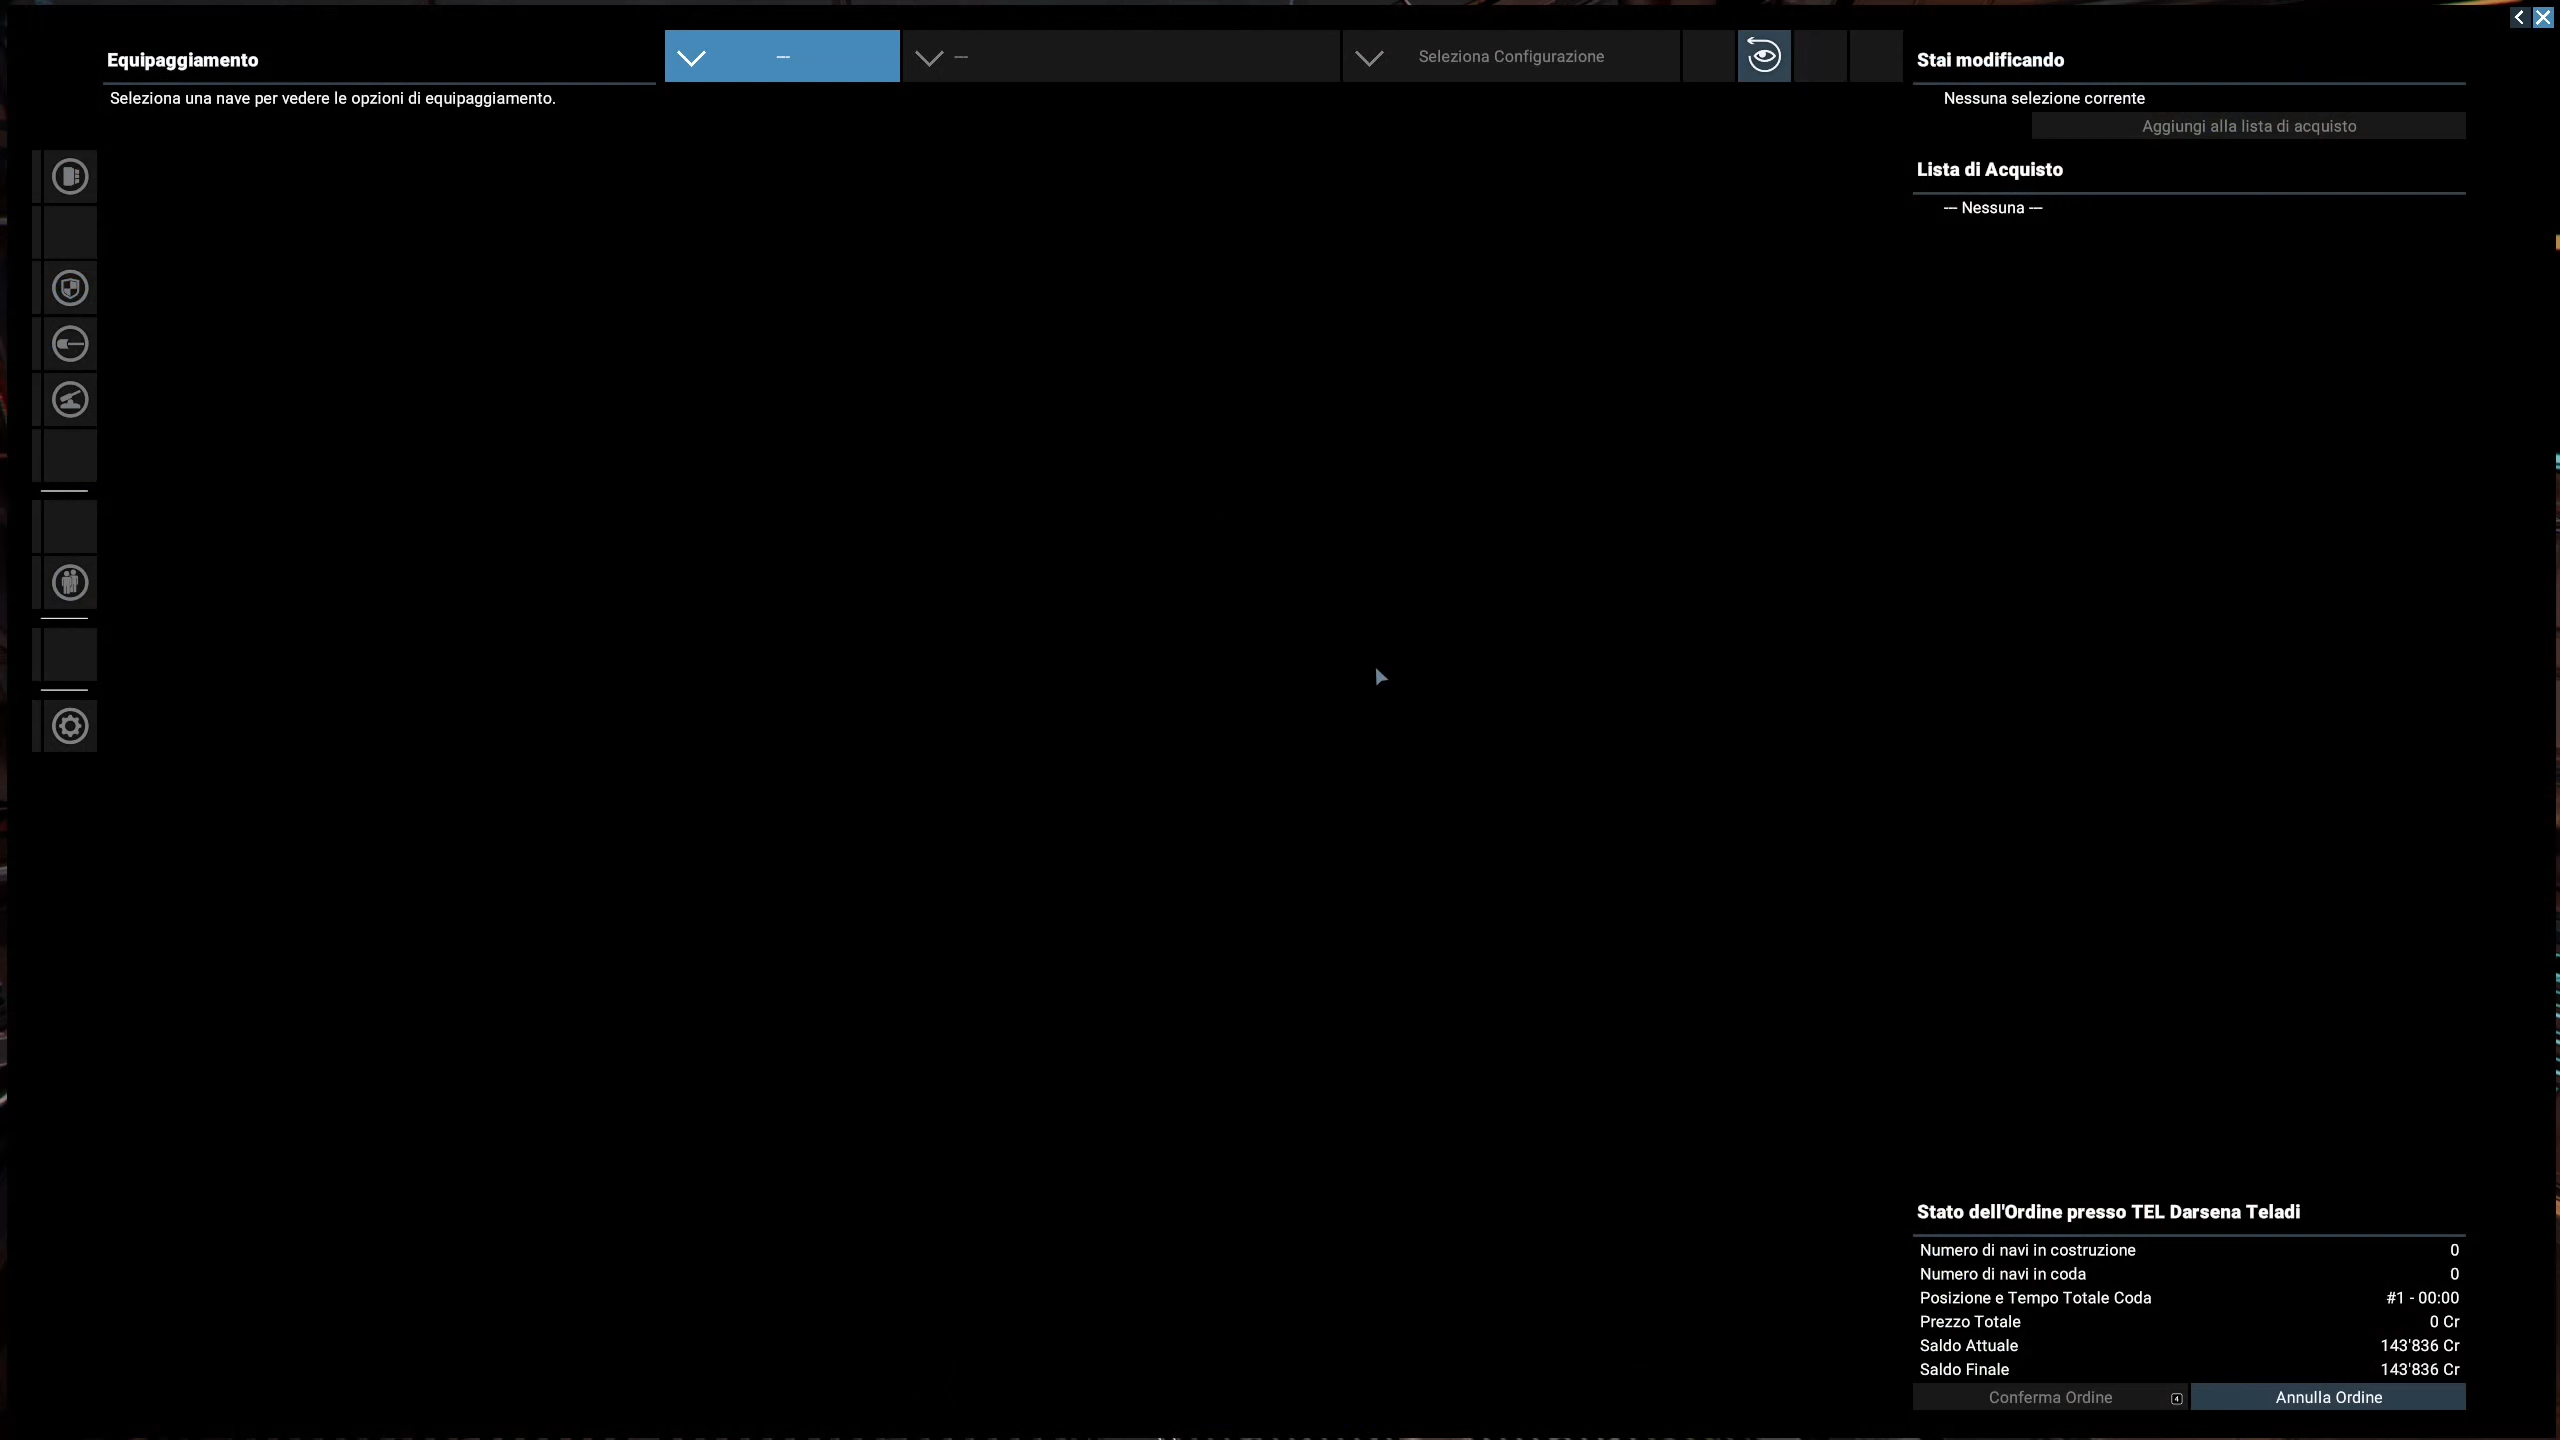 Equipaggiamento
Seleziona una nave per vedere le opzioni di equipaggiamento.
---
---
Seleziona Configurazione
Stai modificando
Nessuna selezione corrente
Aggiungi alla lista di acquisto
Lista di Acquisto
--- Nessuna ---
Stato dell'Ordine presso TEL Darsena Teladi
Numero di navi in costruzione 0
Numero di navi in coda 0
Posizione e Tempo Totale Coda #1 - 00:00
Prezzo Totale 0 Cr
Saldo Attuale 143'836 Cr
Saldo Finale 143'836 Cr
Conferma Ordine 4 Annulla Ordine